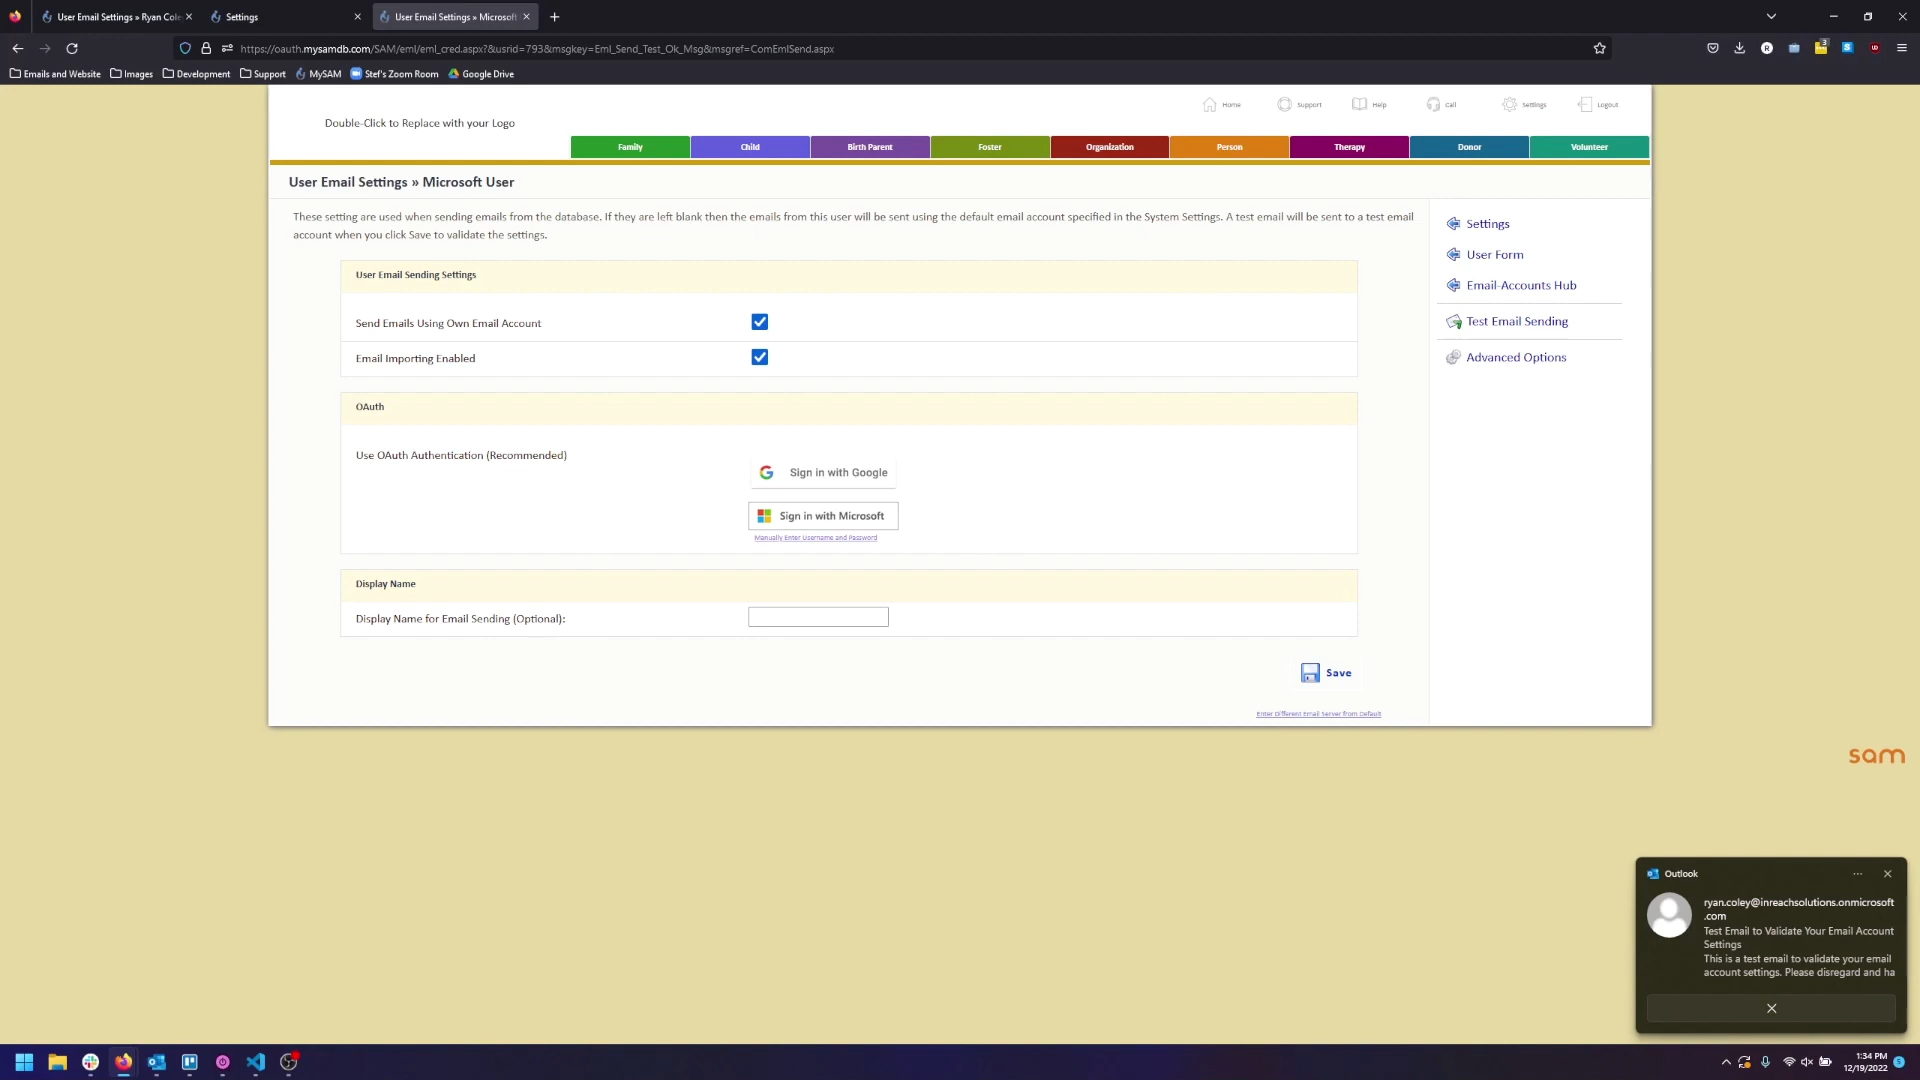 User Email Settings » Ryan Cole
Settings
User Email Settings » Microsoft
https://oauth.mysamdb.com/SAM/eml/eml_cred.aspx?&usrid=793&msgkey=Eml_Send_Test_Ok_Msg&msgref=ComEmlSend.aspx
Emails and Website
Images
Development
Support
MySAM
Stef's Zoom Room
Google Drive
Home
Support
Help
Call
Settings
Logout
Double-Click to Replace with your Logo
Family
Child
Birth Parent
Foster
Organization
Person
Therapy
Donor
Volunteer
User Email Settings » Microsoft User
These setting are used when sending emails from the database. If they are left blank then the emails from this user will be sent using the default email account specified in the System Settings. A test email will be sent to a test email
account when you click Save to validate the settings.
Settings
User Form
Email-Accounts Hub
Test Email Sending
Advanced Options
User Email Sending Settings
Send Emails Using Own Email Account
Email Importing Enabled
OAuth
Use OAuth Authentication (Recommended)
Sign in with Google
Sign in with Microsoft
Manually Enter Username and Password
Display Name
Display Name for Email Sending (Optional):
Save
Enter Different Email Server from Default
sam
Outlook
ryan.coley@inreachsolutions.onmicrosoft
.com
Test Email to Validate Your Email Account
Settings
This is a test email to validate your email
account settings. Please disregard and ha
1:34 PM
12/19/2022